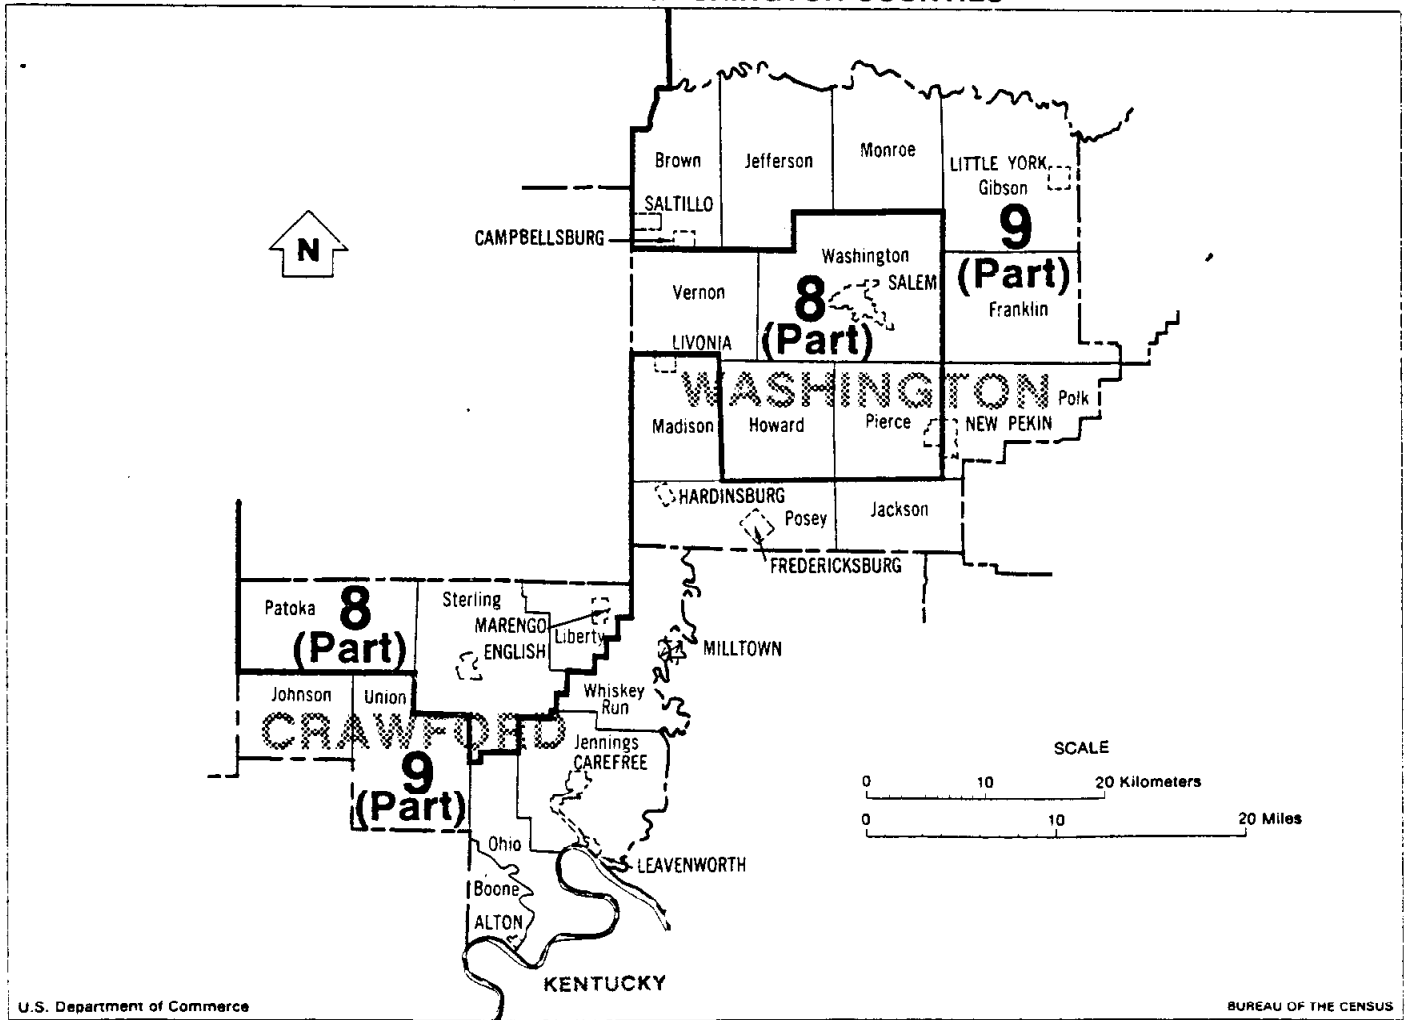 Brown
Jefferson
Monroe
LITTLE YORK
Gibson
SALTILLO
CAMPBELLSBURG
9
(Part)
N
Washington
SALEM
Vernon
8
(Part)
Franklin
LIVONIA
WASHINGTON
Polk
Madison
Howard
Pierce
NEW PEKIN
HARDINSBURG
Posey
Jackson
FREDERICKSBURG
Patoka
8
(Part)
Sterling
MARENGO
Liberty
ENGLISH
MILLTOWN
Johnson
Union
Whiskey
Run
CRAWFORD
Jennings
CAREFREE
9
(Part)
SCALE
0 10 20 Kilometers
0 10 20 Miles
Ohio
LEAVENWORTH
Boone
ALTON
KENTUCKY
U.S. Department of Commerce
BUREAU OF THE CENSUS